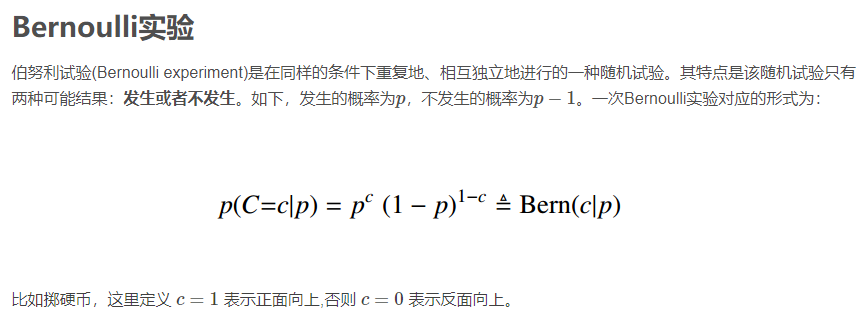 Bernoulli实验
伯努利试验(Bernoulli experiment)是在同样的条件下重复地、相互独立地进行的一种随机试验。其特点是该随机试验只有
两种可能结果：发生或者不发生。如下，发生的概率为p，不发生的概率为p − 1。一次Bernoulli实验对应的形式为：
p(C=c|p) = p^c (1 − p)^{1−c} ≜ Bern(c|p)
比如掷硬币，这里定义 c = 1 表示正面向上,否则 c = 0 表示反面向上。